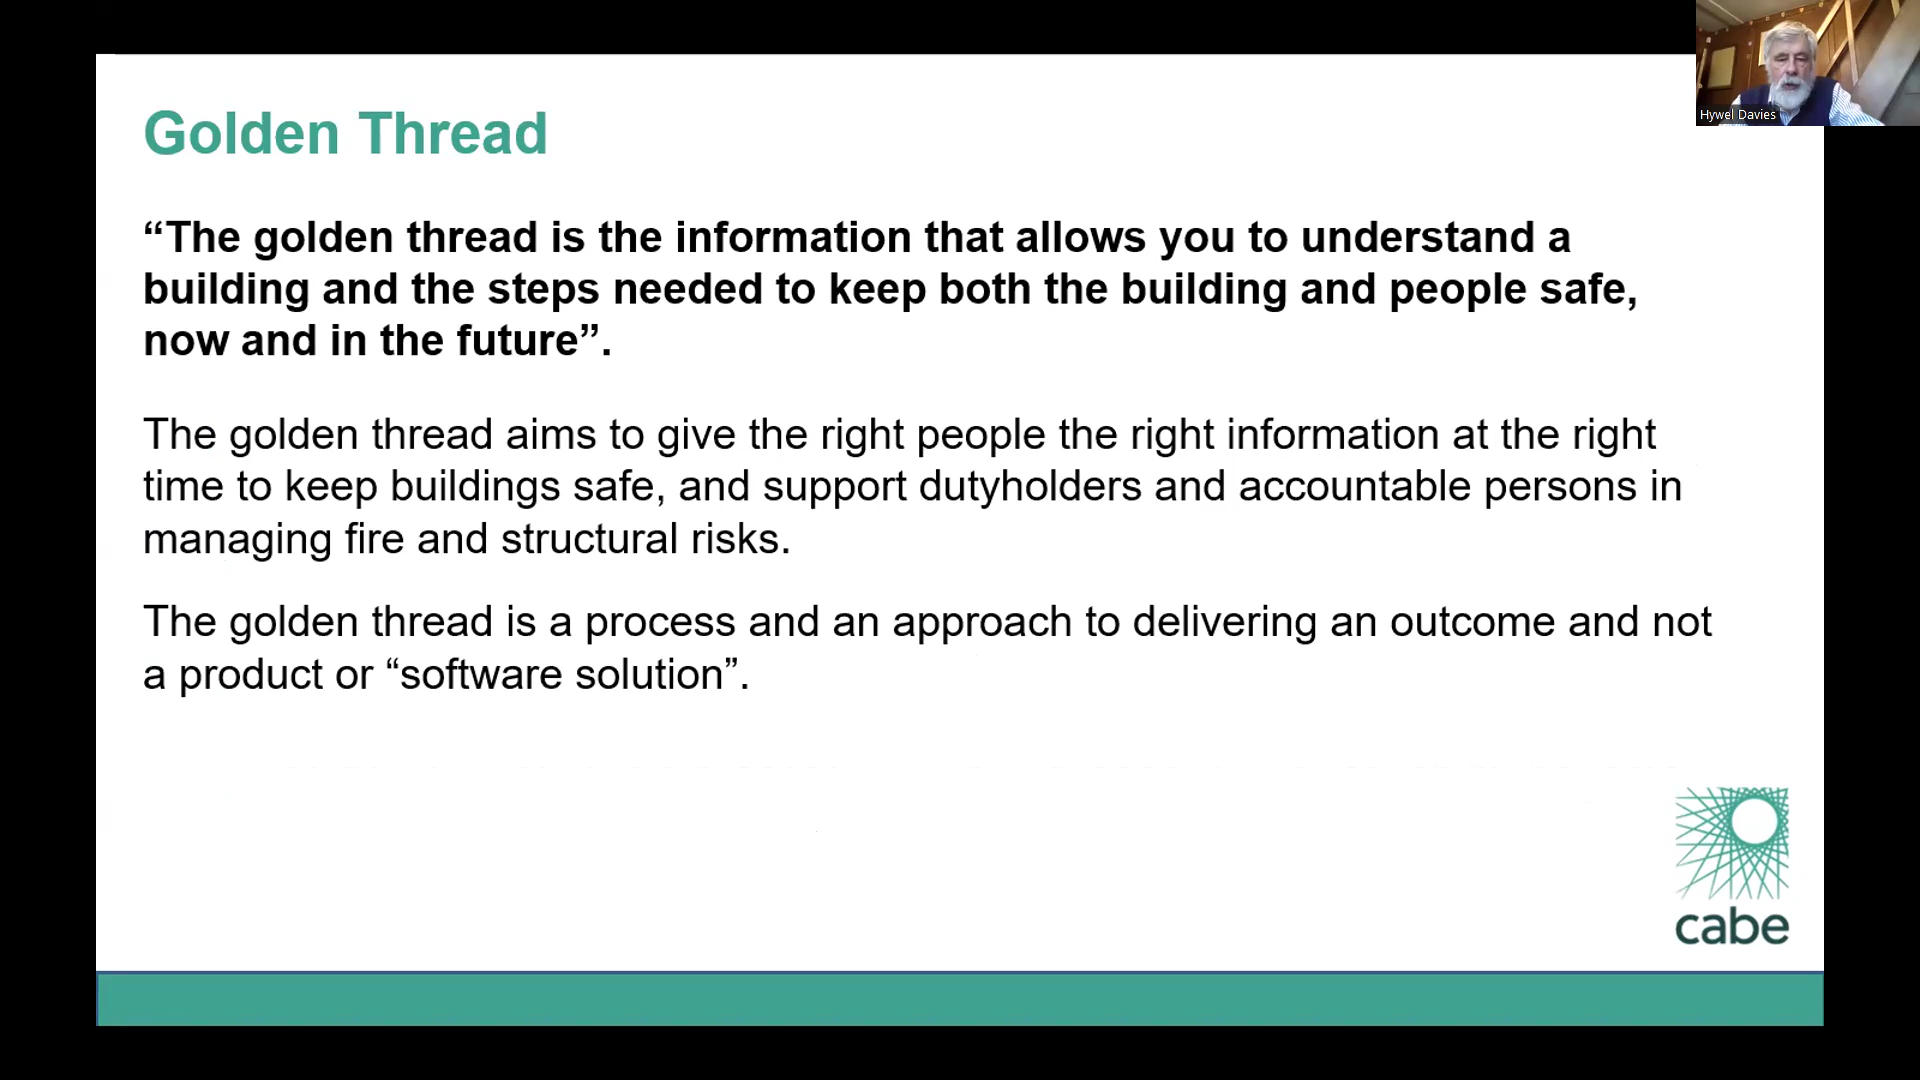 Hywel Davies
Golden Thread
“The golden thread is the information that allows you to understand a
building and the steps needed to keep both the building and people safe,
now and in the future”.
The golden thread aims to give the right people the right information at the right
time to keep buildings safe, and support dutyholders and accountable persons in
managing fire and structural risks.
The golden thread is a process and an approach to delivering an outcome and not
a product or “software solution”.
cabe